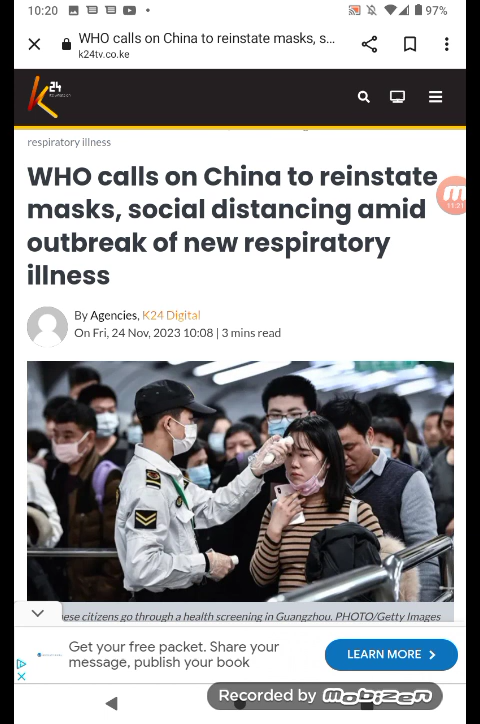 10:20
97%
WHO calls on China to reinstate masks, s...
k24tv.co.ke
24
respiratory illness
WHO calls on China to reinstate
masks, social distancing amid
outbreak of new respiratory
illness
11:21
By Agencies, K24 Digital
On Fri, 24 Nov, 2023 10:08 | 3 mins read
ese citizens go through a health screening in Guangzhou. PHOTO/Getty Images
Get your free packet. Share your
message, publish your book
LEARN MORE
Recorded by mobizen